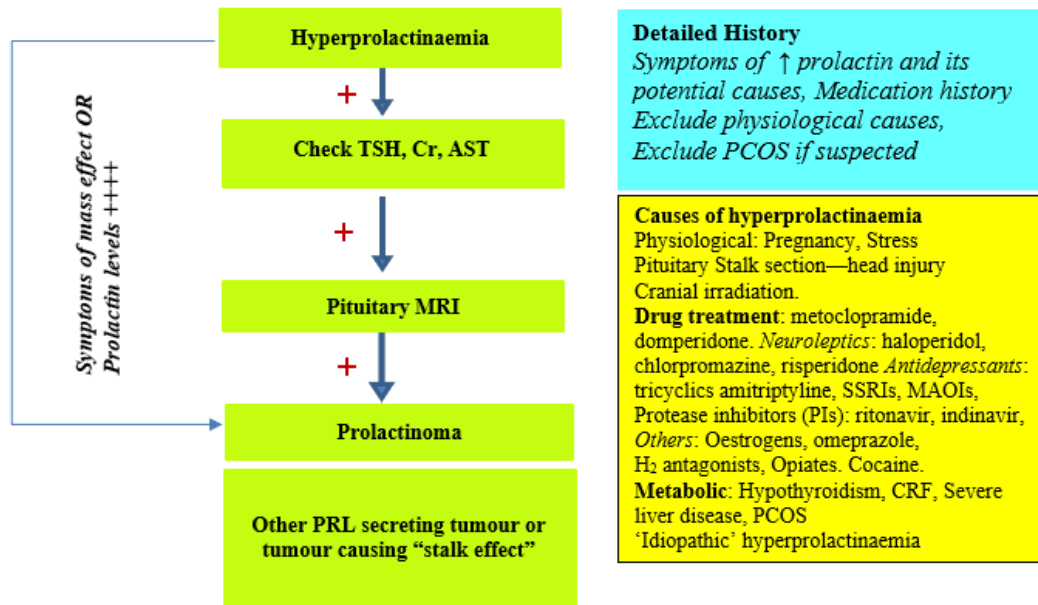 Hyperprolactinaemia
+
Check TSH, Cr, AST
+
Pituitary MRI
+
Prolactinoma
Other PRL secreting tumour or
tumour causing “stalk effect”
Symptoms of mass effect OR
Prolactin levels ++++
Detailed History
Symptoms of ↑ prolactin and its
potential causes, Medication history
Exclude physiological causes,
Exclude PCOS if suspected
Causes of hyperprolactinaemia
Physiological: Pregnancy, Stress
Pituitary Stalk section—head injury
Cranial irradiation.
Drug treatment: metoclopramide,
domperidone. Neuroleptics: haloperidol,
chlorpromazine, risperidone Antidepressants:
tricyclics amitriptyline, SSRIs, MAOIs,
Protease inhibitors (PIs): ritonavir, indinavir,
Others: Oestrogens, omeprazole,
H₂ antagonists, Opiates. Cocaine.
Metabolic: Hypothyroidism, CRF, Severe
liver disease, PCOS
‘Idiopathic’ hyperprolactinaemia